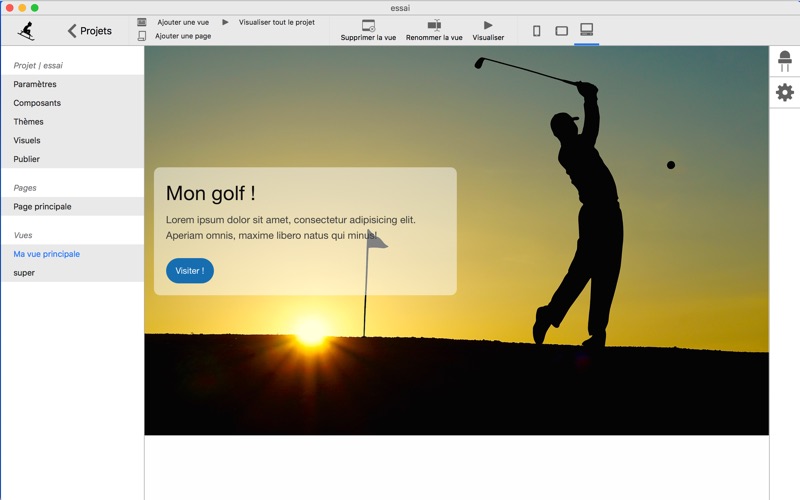 essai
Projets
Ajouter une vue
Visualiser tout le projet
Ajouter une page
Supprimer la vue
Renommer la vue
Visualiser
Projet / essai
Paramètres
Composants
Thèmes
Visuels
Publier
Pages
Page principale
Vues
Ma vue principale
super
Mon golf !
Lorem ipsum dolor sit amet, consectetur adipisicing elit.
Aperiam omnis, maxime libero natus qui minus!
Visiter !